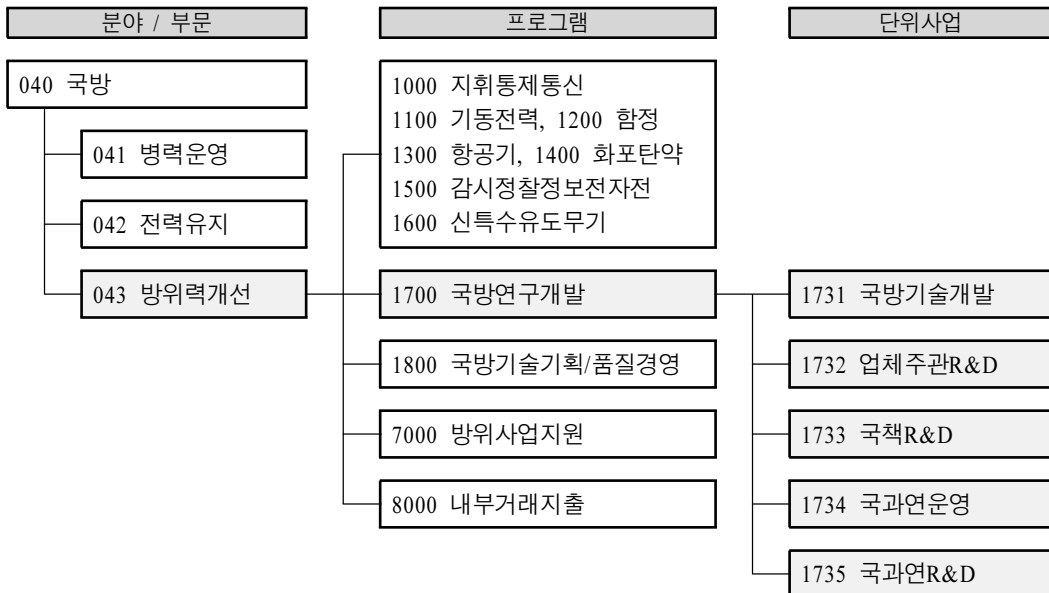 분야 / 부문
프로그램
단위사업
040 국방
041 병력운영
042 전력유지
043 방위력개선
1000 지휘통제통신
1100 기동전력, 1200 함정
1300 항공기, 1400 화포탄약
1500 감시정찰정보전자전
1600 신특수유도무기
1700 국방연구개발
1800 국방기술기획/품질경영
7000 방위사업지원
8000 내부거래지출
1731 국방기술개발
1732 업체주관R&D
1733 국책R&D
1734 국과연운영
1735 국과연R&D